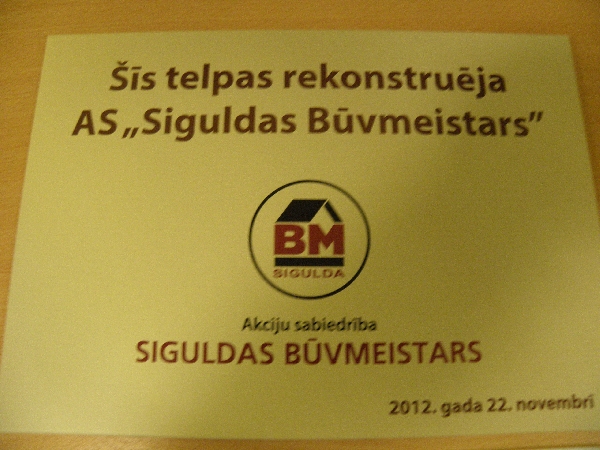 Šīs telpas rekonstruēja
AS „Siguldas Būvmeistars”
BM
SIGULDA
Akciju sabiedrība
SIGULDAS BŪVMEISTARS
2012. gada 22. novembrī